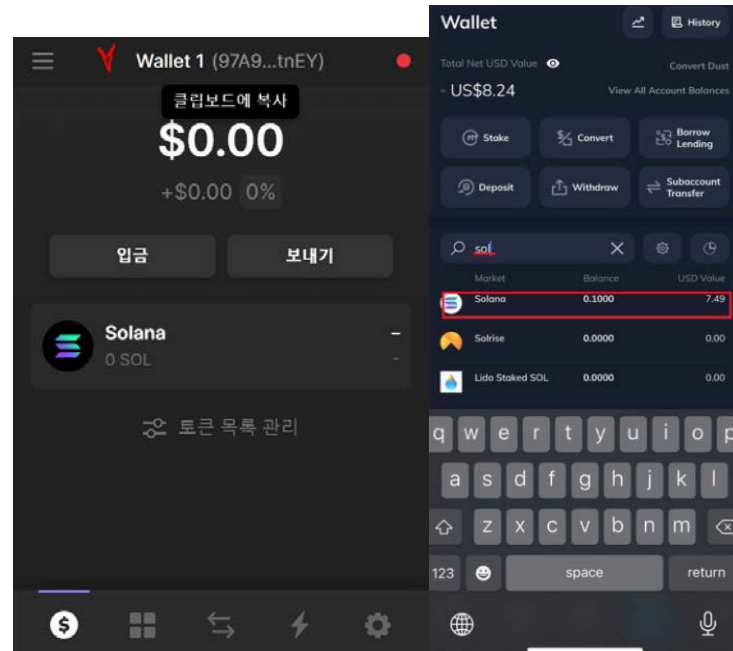 Wallet 1 (97A9...tnEY)
클립보드에 복사
$0.00
+$0.00 0%
입금
보내기
Solana
–
0 SOL
-
토큰 목록 관리
Wallet
History
Total Net USD Value
Convert Dust
≈ US$8.24
View All Account Balances
Stake
Convert
Borrow
Lending
Deposit
Withdraw
Subaccount
Transfer
sol
Market Balance USD Value
Solana 0.1000 7.49
Solrise 0.0000 0.00
Lido Staked SOL 0.0000 0.00
q w e r t y u i o p
a s d f g h j k l
z x c v b n m
123 space return